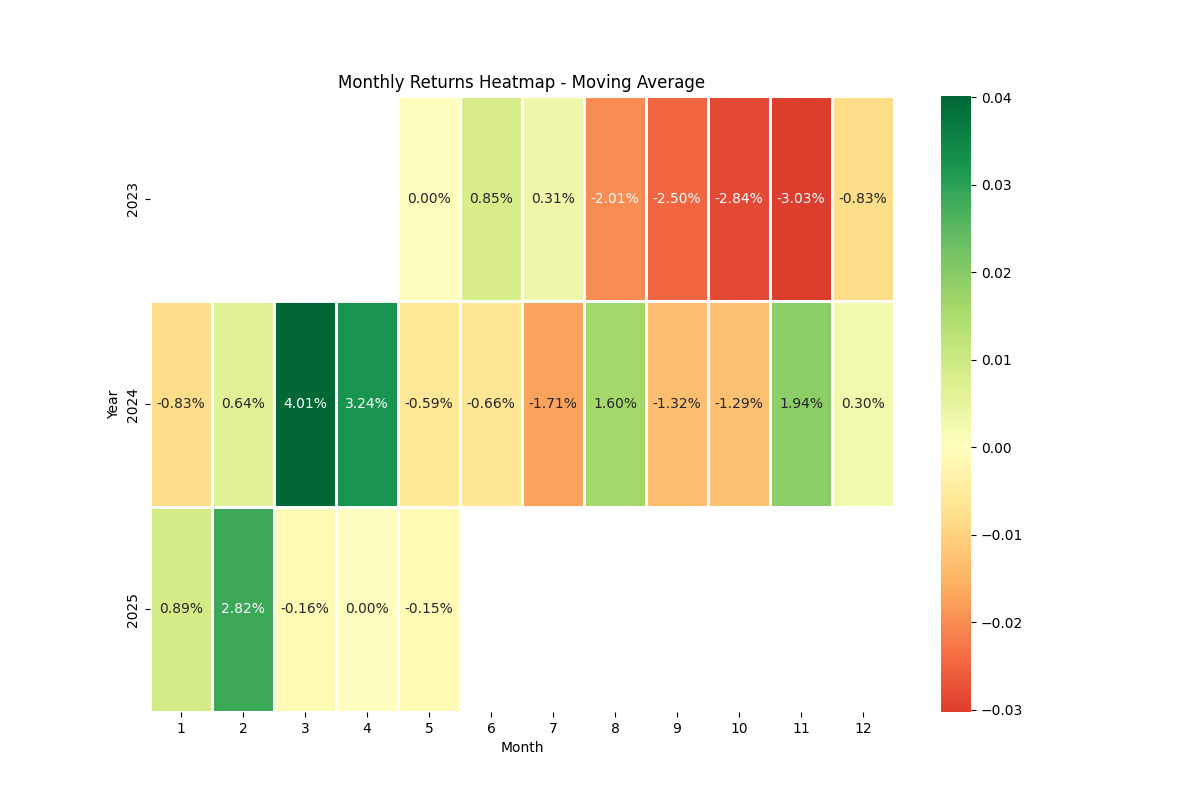 Monthly Returns Heatmap - Moving Average
2023
0.00% 0.85% 0.31% -2.01% -2.50% -2.84% -3.03% -0.83%
Year
2024
-0.83% 0.64% 4.01% 3.24% -0.59% -0.66% -1.71% 1.60% -1.32% -1.29% 1.94% 0.30%
2025
0.89% 2.82% -0.16% 0.00% -0.15%
1 2 3 4 5 6 7 8 9 10 11 12
Month
0.04
0.03
0.02
0.01
0.00
−0.01
−0.02
−0.03